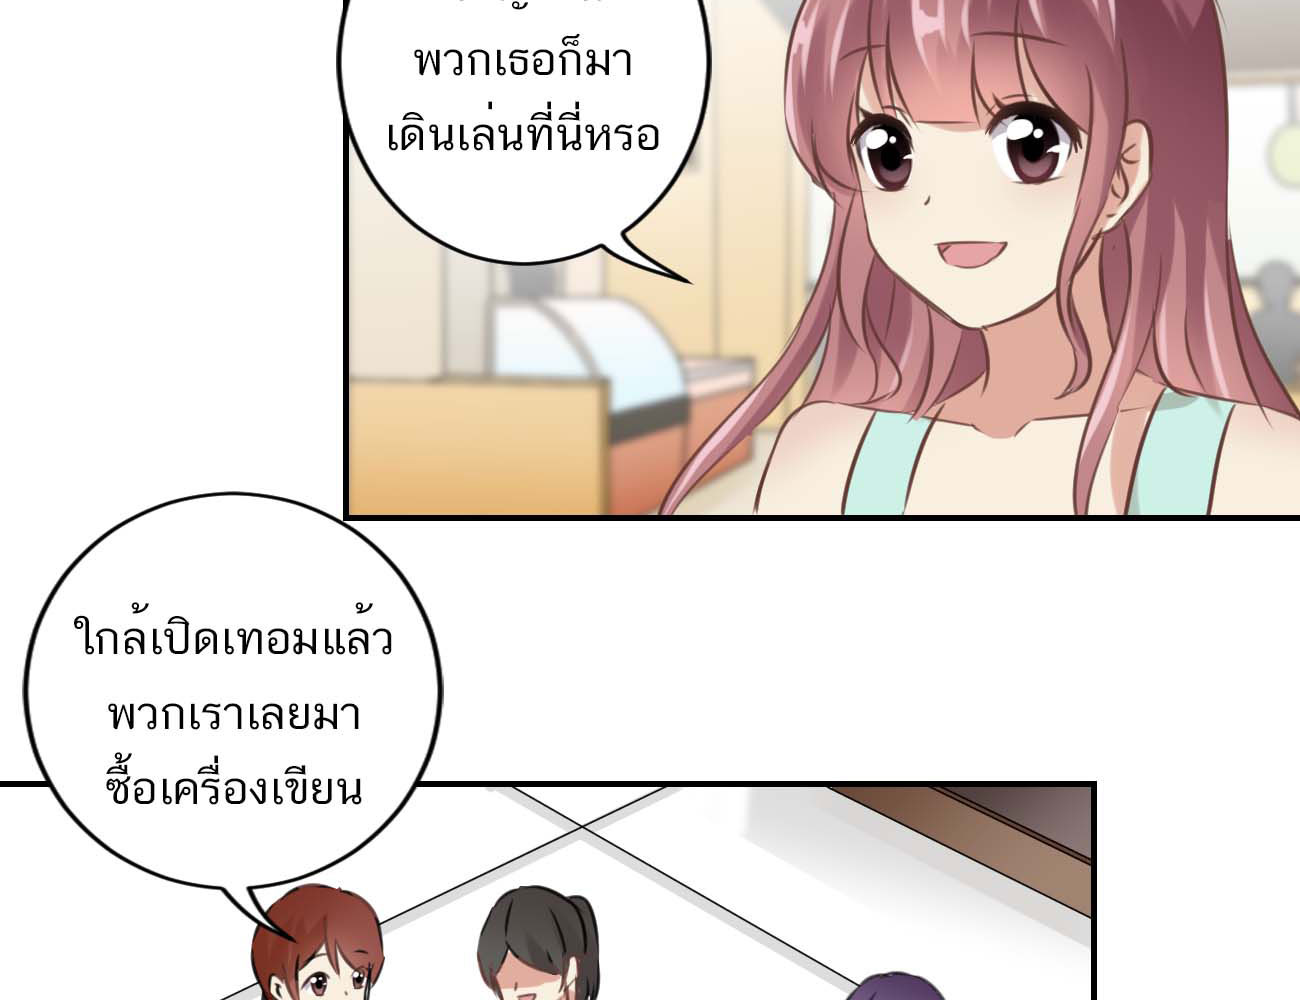 พวกเธอก็มา
เดินเล่นที่นี่หรอ
ใกล้เปิดเทอมแล้ว
พวกเราเลยมา
ซื้อเครื่องเขียน